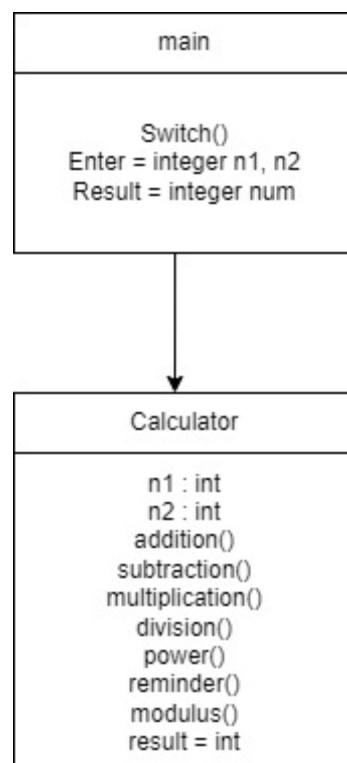 main
Switch()
Enter = integer n1, n2
Result = integer num
Calculator
n1 : int
n2 : int
addition()
subtraction()
multiplication()
division()
power()
reminder()
modulus()
result = int